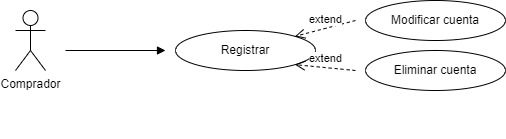 Modificar cuenta
extend
Registrar
extend
Eliminar cuenta
Comprador